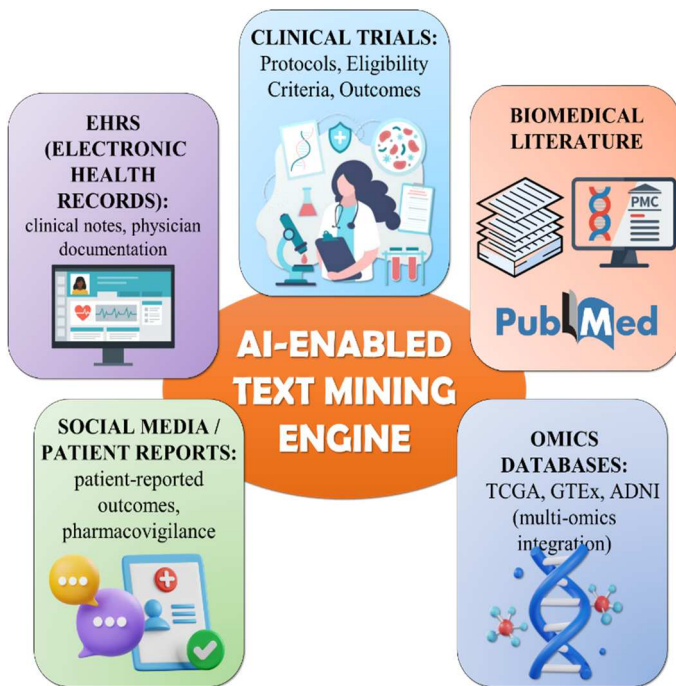 CLINICAL TRIALS:
Protocols, Eligibility
Criteria, Outcomes
EHRS
(ELECTRONIC
HEALTH
RECORDS):
clinical notes, physician
documentation
BIOMEDICAL
LITERATURE
PMC
PubMed
AI-ENABLED
TEXT MINING
ENGINE
SOCIAL MEDIA /
PATIENT REPORTS:
patient-reported
outcomes,
pharmacovigilance
OMICS
DATABASES:
TCGA, GTEx, ADNI
(multi-omics
integration)